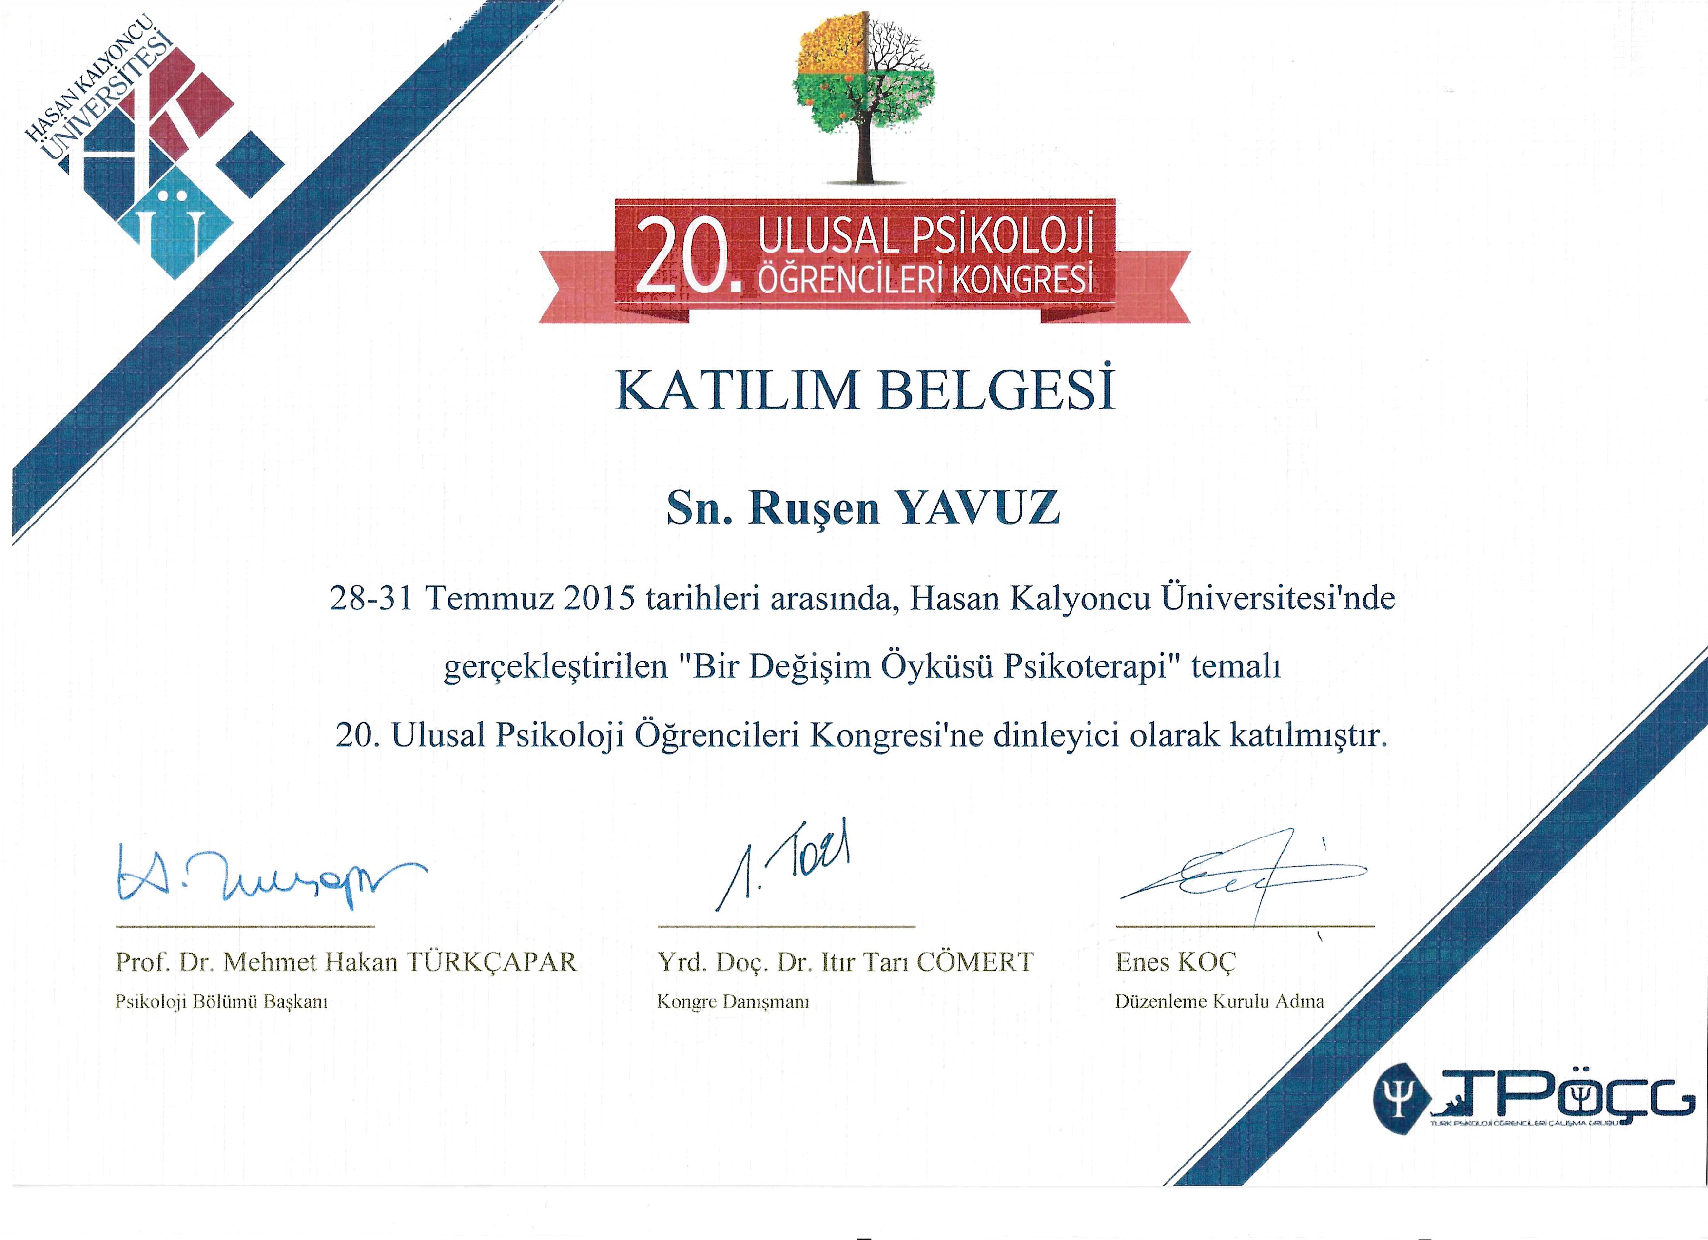 HASAN KALYONCU
ÜNİVERSİTESİ
20. ULUSAL PSİKOLOJİ
ÖĞRENCİLERİ KONGRESİ
KATILIM BELGESİ
Sn. Ruşen YAVUZ
28-31 Temmuz 2015 tarihleri arasında, Hasan Kalyoncu Üniversitesi'nde
gerçekleştirilen "Bir Değişim Öyküsü Psikoterapi" temalı
20. Ulusal Psikoloji Öğrencileri Kongresi'ne dinleyici olarak katılmıştır.
Prof. Dr. Mehmet Hakan TÜRKÇAPAR
Psikoloji Bölümü Başkanı
Yrd. Doç. Dr. Itır Tarı CÖMERT
Kongre Danışmanı
Enes KOÇ
Düzenleme Kurulu Adına
TPÖÇG
TÜRK PSİKOLOJİ ÖĞRENCİLERİ ÇALIŞMA GRUBU